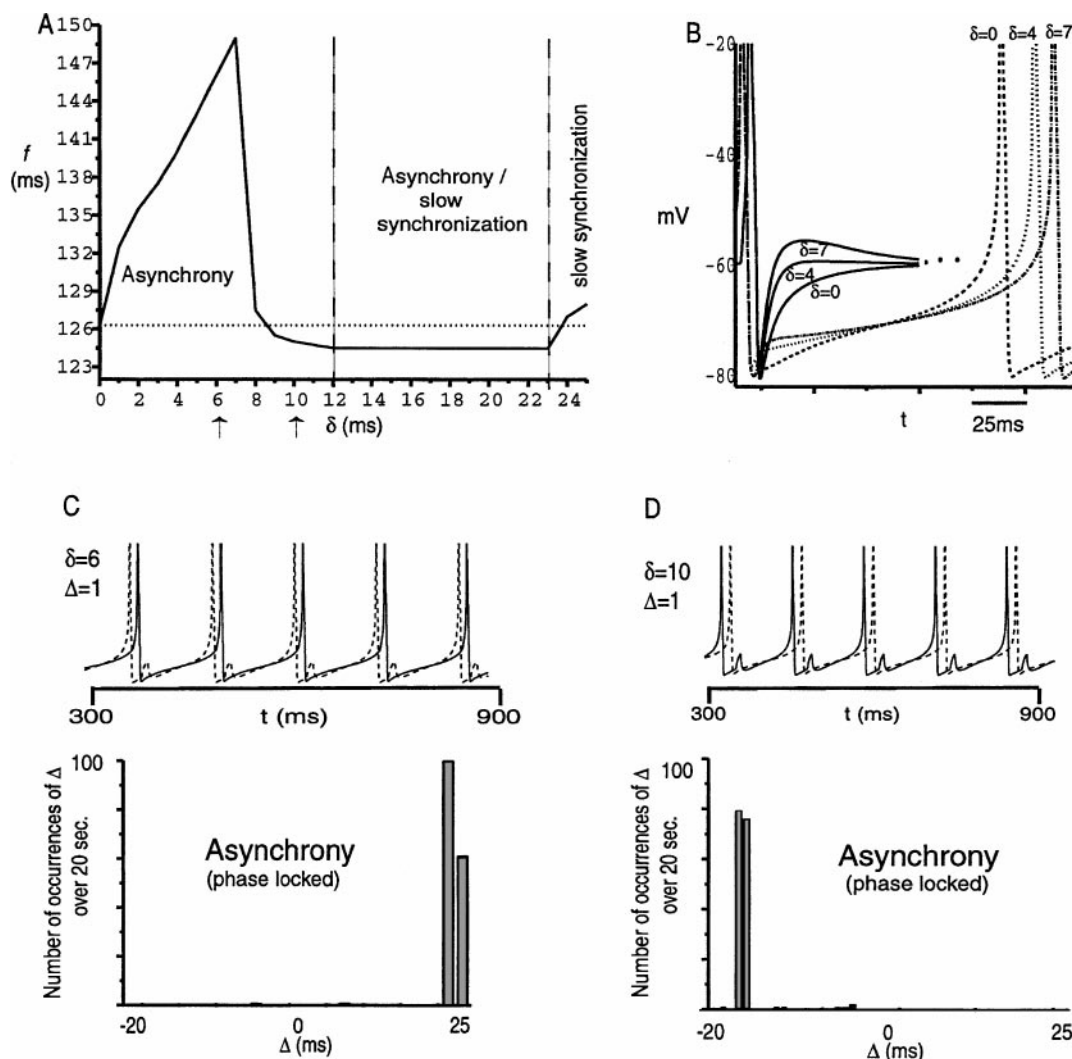 A
150
147
144
141
138
135
132
129
126
123
f
(ms)
Asynchrony
Asynchrony /
slow
synchronization
slow synchronization
0 2 4 6 8 10 12 14 16 18 20 22 24
↑ ↑ δ (ms)
B
-20
-40
-60
-80
mV
δ=0 δ=4 δ=7
δ=7
δ=4
δ=0
t
25ms
C
δ=6
Δ=1
300 900
t (ms)
100
Number of occurrences of Δ
over 20 sec.
Asynchrony
(phase locked)
-20 0 25
Δ (ms)
D
δ=10
Δ=1
300 900
t (ms)
100
Number of occurrences of Δ
over 20 sec.
Asynchrony
(phase locked)
-20 0 25
Δ (ms)